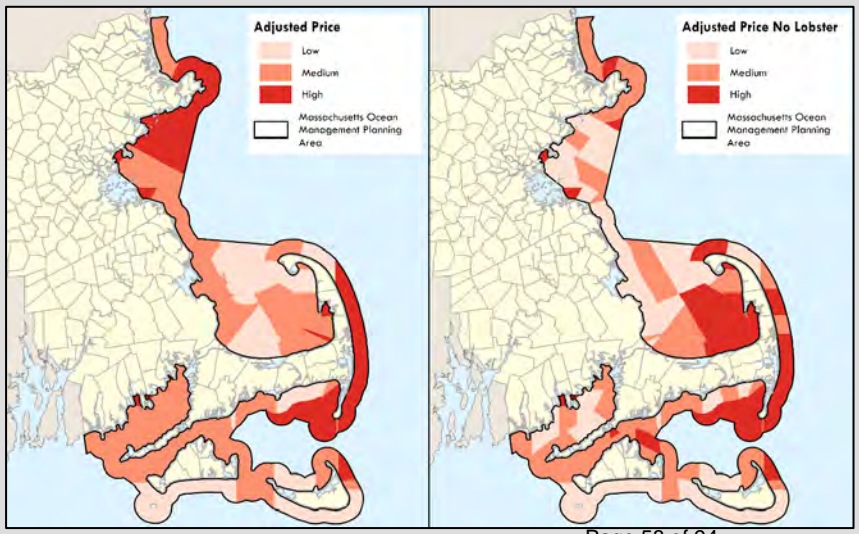 Adjusted Price
Low
Medium
High
Massachusetts Ocean
Management Planning
Area
Adjusted Price No Lobster
Low
Medium
High
Massachusetts Ocean
Management Planning
Area